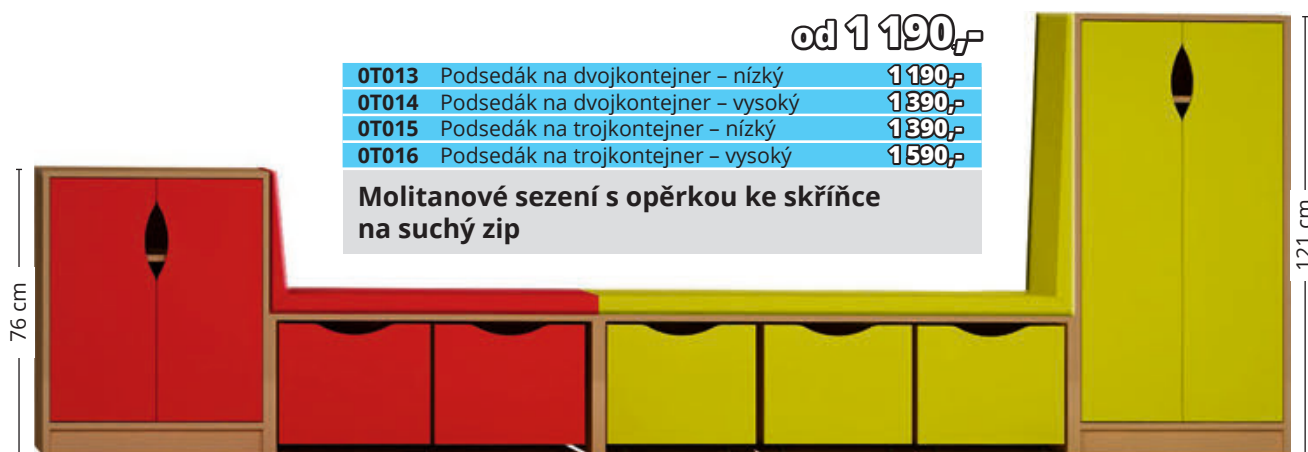 od 1 190,-
0T013 Podsedák na dvojkontejner – nízký 1 190,-
0T014 Podsedák na dvojkontejner – vysoký 1 390,-
0T015 Podsedák na trojkontejner – nízký 1 390,-
0T016 Podsedák na trojkontejner – vysoký 1 590,-
Molitanové sezení s opěrkou ke skříňce
na suchý zip
76 cm
121 cm